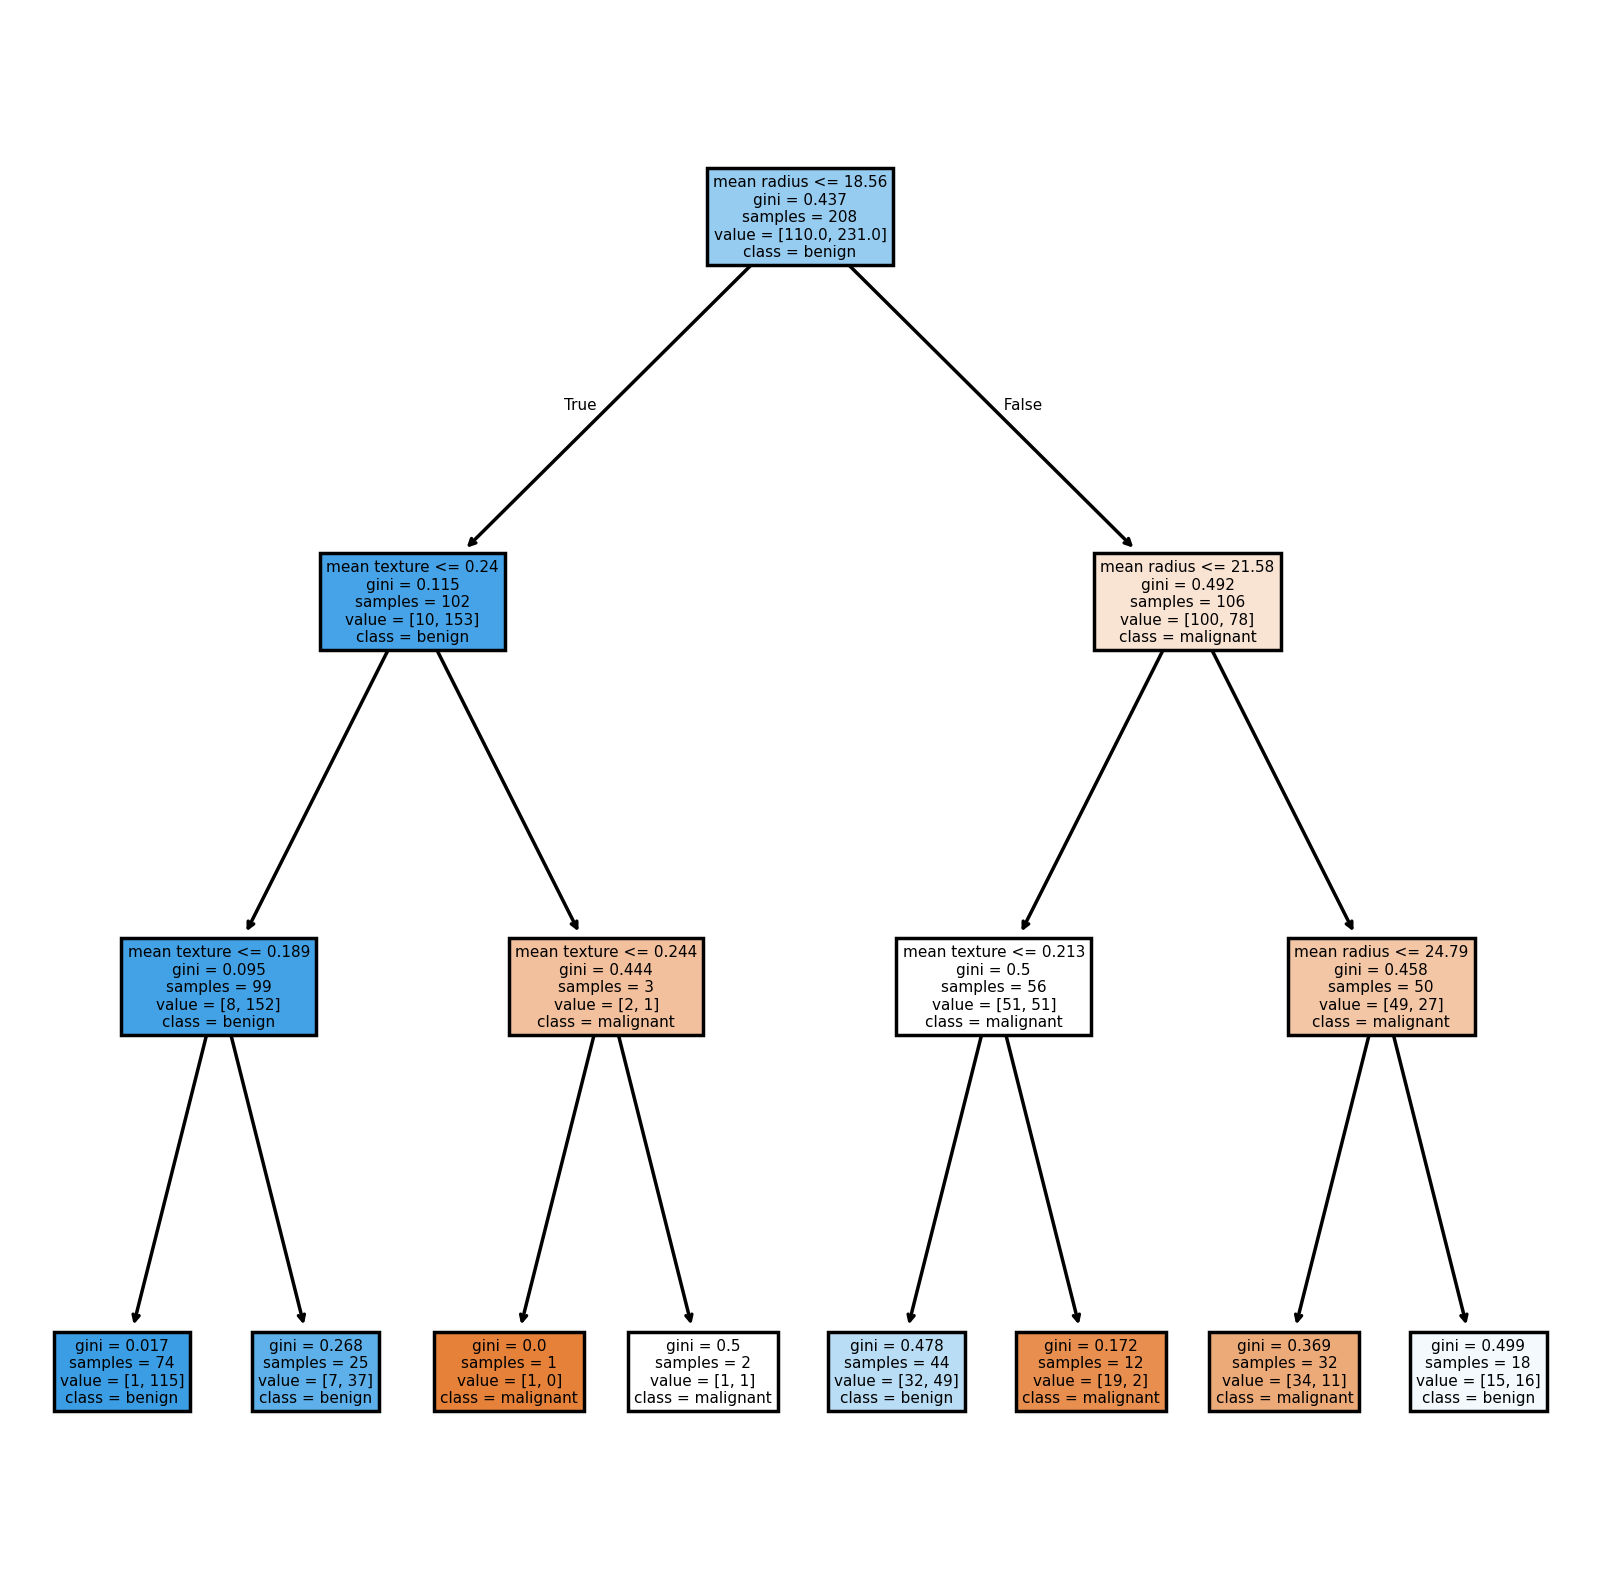 mean radius <= 18.56
gini = 0.437
samples = 208
value = [110.0, 231.0]
class = benign
True
False
mean texture <= 0.24
gini = 0.115
samples = 102
value = [10, 153]
class = benign
mean radius <= 21.58
gini = 0.492
samples = 106
value = [100, 78]
class = malignant
mean texture <= 0.189
gini = 0.095
samples = 99
value = [8, 152]
class = benign
mean texture <= 0.244
gini = 0.444
samples = 3
value = [2, 1]
class = malignant
mean texture <= 0.213
gini = 0.5
samples = 56
value = [51, 51]
class = malignant
mean radius <= 24.79
gini = 0.458
samples = 50
value = [49, 27]
class = malignant
gini = 0.017
samples = 74
value = [1, 115]
class = benign
gini = 0.268
samples = 25
value = [7, 37]
class = benign
gini = 0.0
samples = 1
value = [1, 0]
class = malignant
gini = 0.5
samples = 2
value = [1, 1]
class = malignant
gini = 0.478
samples = 44
value = [32, 49]
class = benign
gini = 0.172
samples = 12
value = [19, 2]
class = malignant
gini = 0.369
samples = 32
value = [34, 11]
class = malignant
gini = 0.499
samples = 18
value = [15, 16]
class = benign